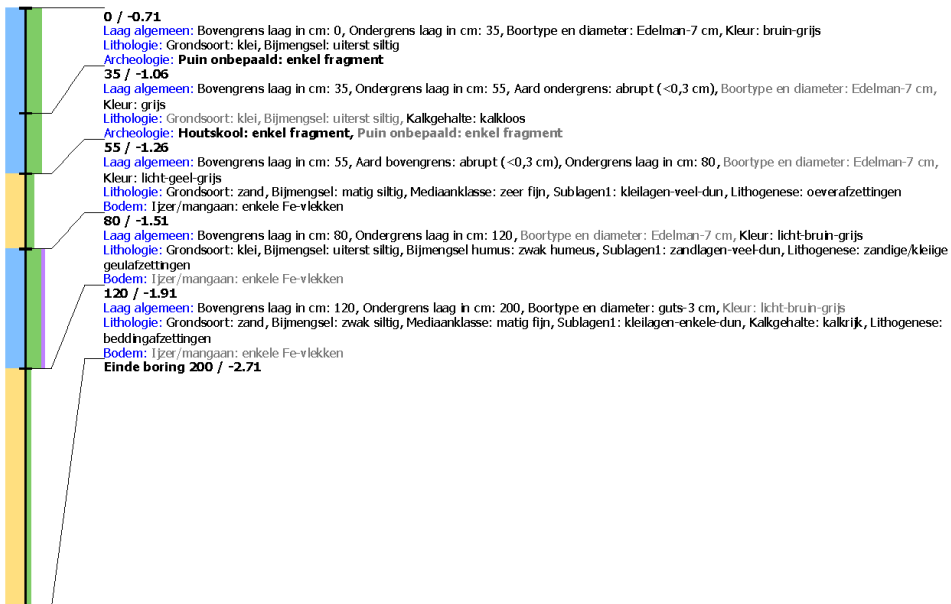 0 / -0.71
Laag algemeen: Bovengrens laag in cm: 0, Ondergrens laag in cm: 35, Boortype en diameter: Edelman-7 cm, Kleur: bruin-grijs
Lithologie: Grondsoort: klei, Bijmengsel: uiterst siltig
Archeologie: Puin onbepaald: enkel fragment
35 / -1.06
Laag algemeen: Bovengrens laag in cm: 35, Ondergrens laag in cm: 55, Aard ondergrens: abrupt (<0,3 cm), Boortype en diameter: Edelman-7 cm,
Kleur: grijs
Lithologie: Grondsoort: klei, Bijmengsel: uiterst siltig, Kalkgehalte: kalkloos
Archeologie: Houtskool: enkel fragment, Puin onbepaald: enkel fragment
55 / -1.26
Laag algemeen: Bovengrens laag in cm: 55, Aard bovengrens: abrupt (<0,3 cm), Ondergrens laag in cm: 80, Boortype en diameter: Edelman-7 cm,
Kleur: licht-geel-grijs
Lithologie: Grondsoort: zand, Bijmengsel: matig siltig, Mediaanklasse: zeer fijn, Sublagen1: kleilagen-veel-dun, Lithogenese: oeverafzettingen
Bodem: Ijzer/mangaan: enkele Fe-vlekken
80 / -1.51
Laag algemeen: Bovengrens laag in cm: 80, Ondergrens laag in cm: 120, Boortype en diameter: Edelman-7 cm, Kleur: licht-bruin-grijs
Lithologie: Grondsoort: klei, Bijmengsel: uiterst siltig, Bijmengsel humus: zwak humeus, Sublagen1: zandlagen-veel-dun, Lithogenese: zandige/kleiige
geulafzettingen
Bodem: Ijzer/mangaan: enkele Fe-vlekken
120 / -1.91
Laag algemeen: Bovengrens laag in cm: 120, Ondergrens laag in cm: 200, Boortype en diameter: guts-3 cm, Kleur: licht-bruin-grijs
Lithologie: Grondsoort: zand, Bijmengsel: zwak siltig, Mediaanklasse: matig fijn, Sublagen1: kleilagen-enkele-dun, Kalkgehalte: kalkrijk, Lithogenese:
beddingafzettingen
Bodem: Ijzer/mangaan: enkele Fe-vlekken
Einde boring 200 / -2.71